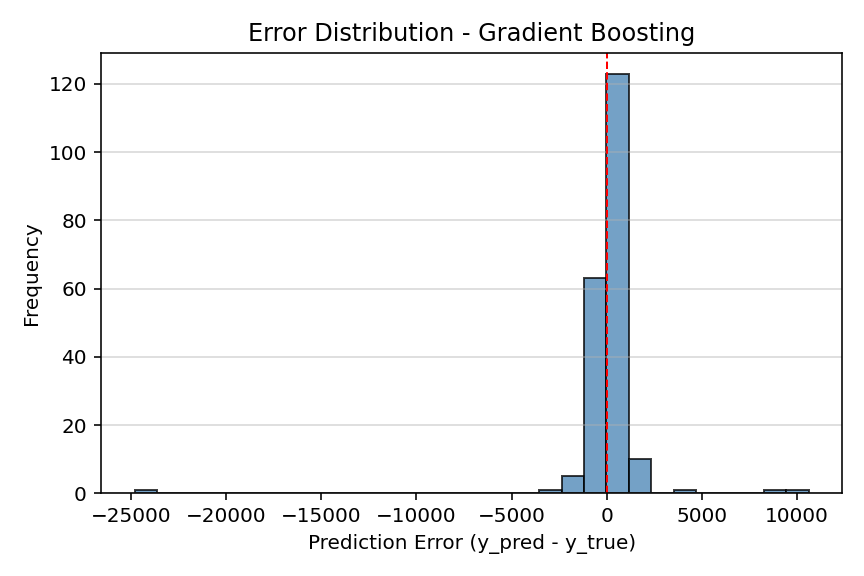 Error Distribution - Gradient Boosting
120
100
80
60
40
20
0
Frequency
−25000 −20000 −15000 −10000 −5000 0 5000 10000
Prediction Error (y_pred - y_true)